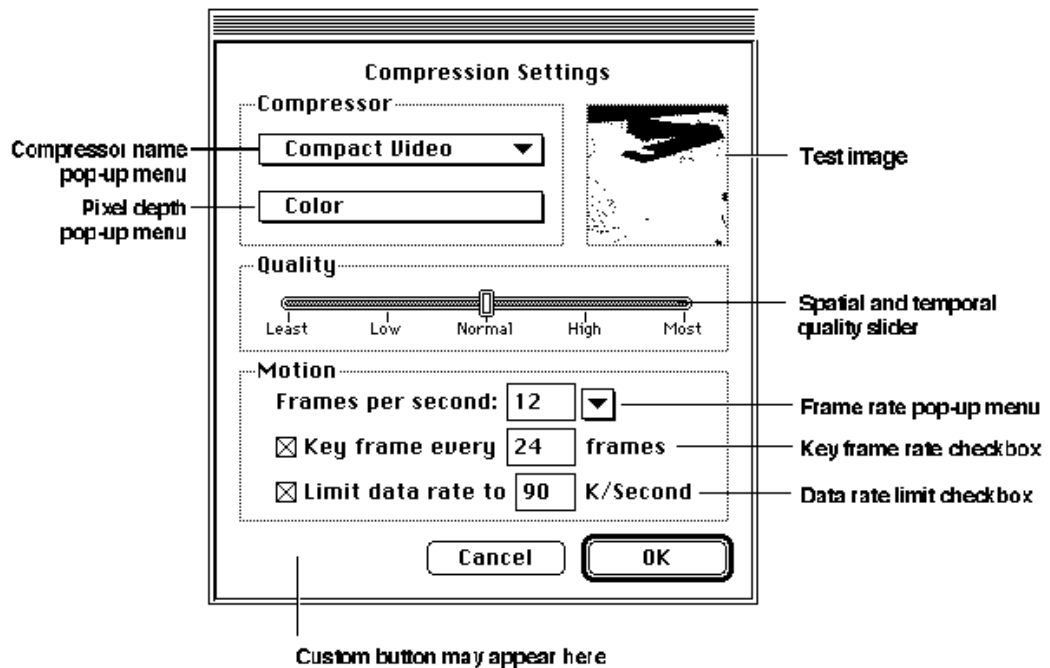 Compression Settings
Compressor
Compressor name
pop-up menu
Compact Video
Test image
Pixel depth
pop-up menu
Color
Quality
Least Low Normal High Most
Spatial and temporal
quality slider
Motion
Frames per second: 12
Frame rate pop-up menu
Key frame every 24 frames
Key frame rate checkbox
Limit data rate to 90 K/Second
Data rate limit checkbox
Cancel OK
Custom button may appear here